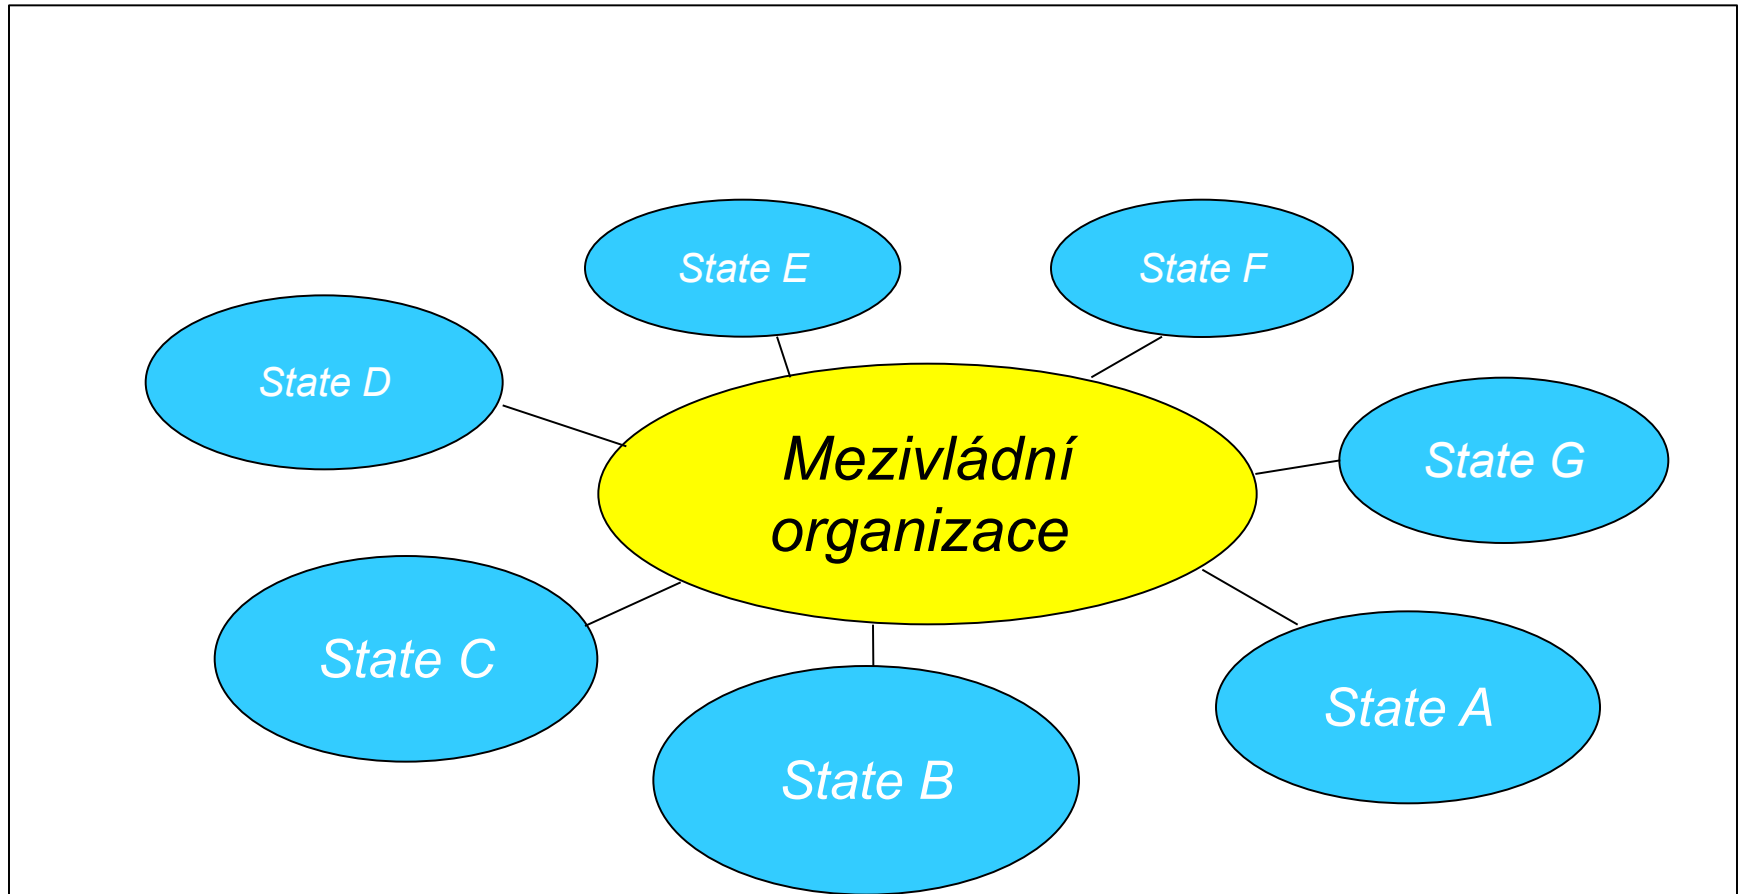 State E
State F
State D
Mezivládní
organizace
State G
State C
State A
State B